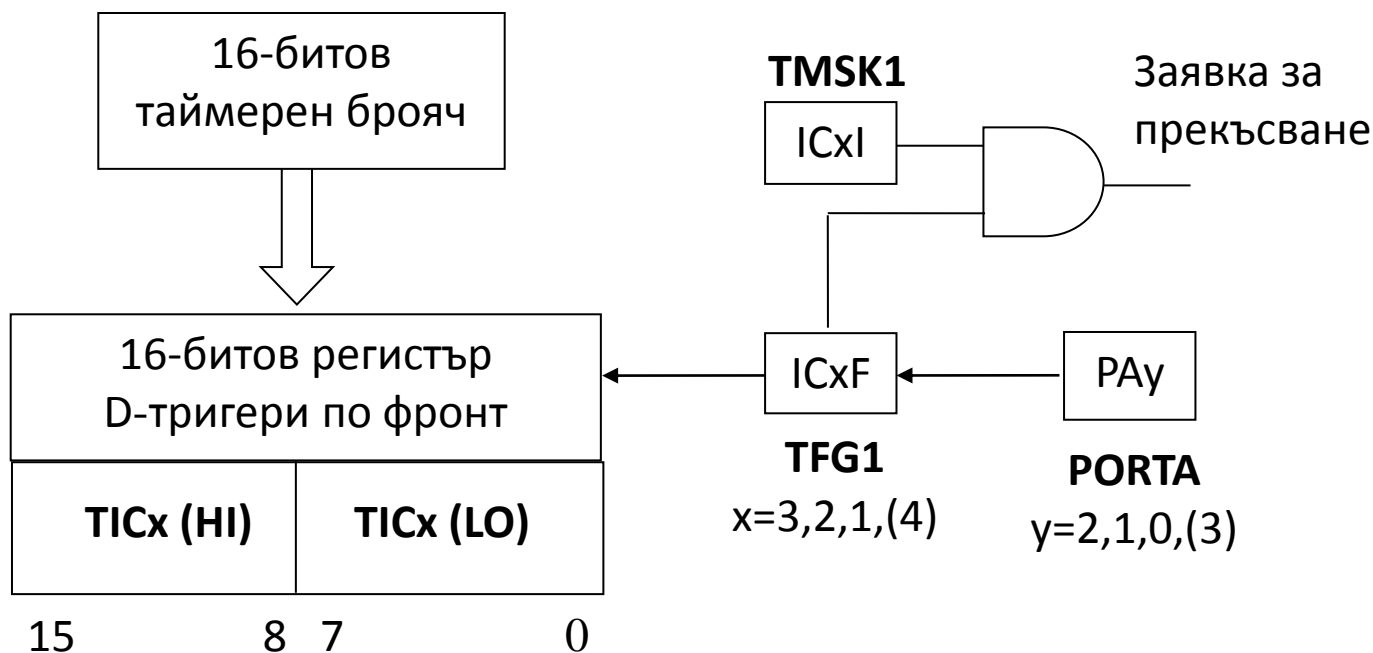 16-битов
таймерен брояч
TMSK1
ICxI
Заявка за
прекъсване
16-битов регистър
D-тригери по фронт
ICxF
PAy
TFG1
PORTA
TICx (HI)
TICx (LO)
x=3,2,1,(4)
y=2,1,0,(3)
15
8
7
0